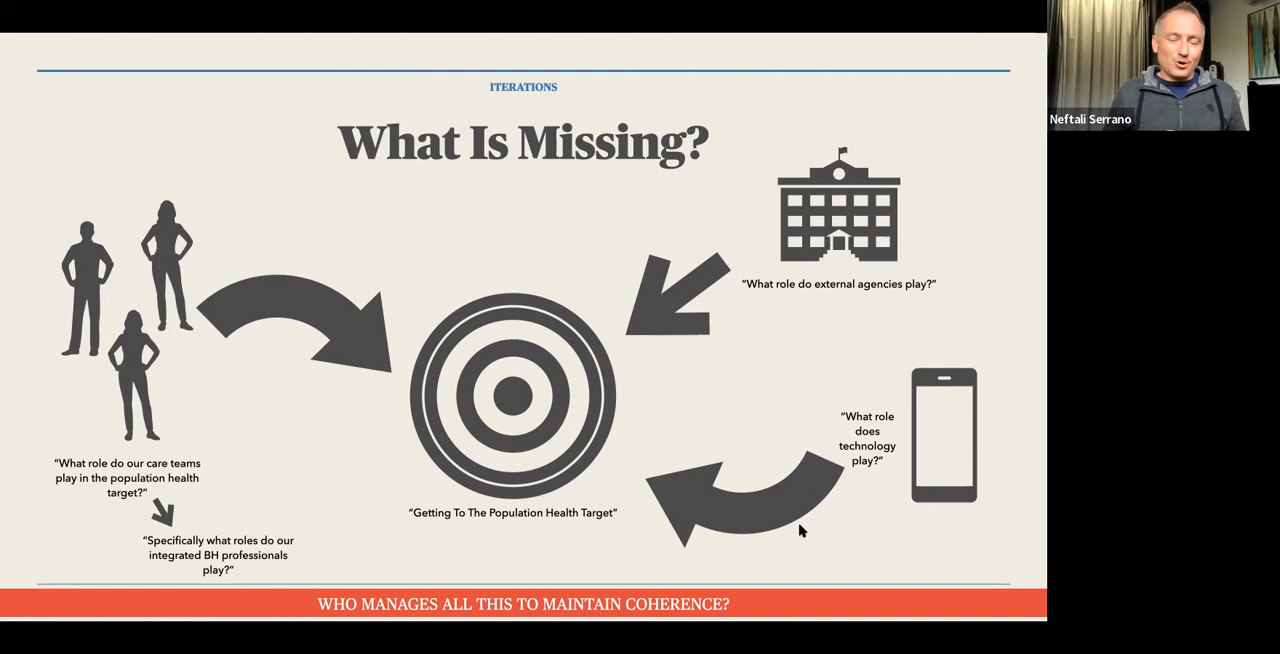 ITERATIONS
What Is Missing?
Neftali Serrano
“What role do external agencies play?”
“What role
does
technology
play?”
“What role do our care teams
play in the population health
target?”
“Getting To The Population Health Target”
“Specifically what roles do our
integrated BH professionals
play?”
WHO MANAGES ALL THIS TO MAINTAIN COHERENCE?